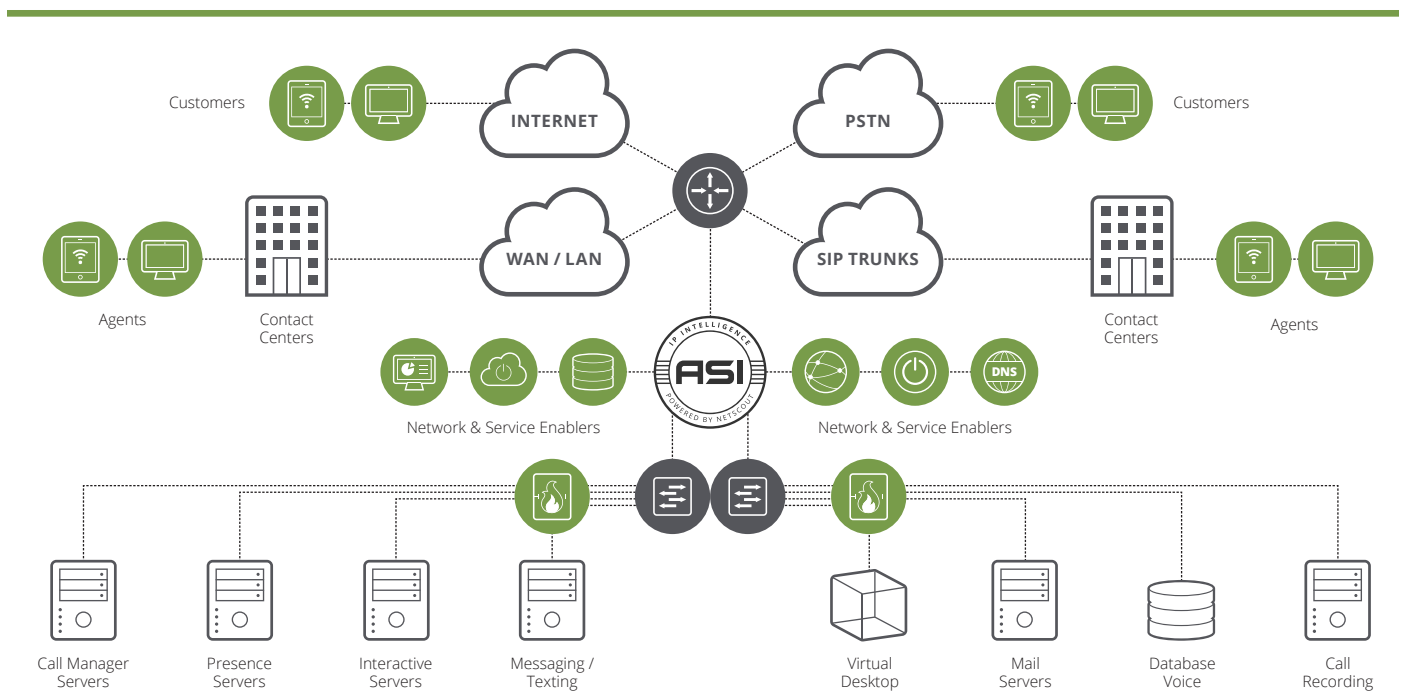 Customers
INTERNET
PSTN
Customers
WAN / LAN
SIP TRUNKS
Agents
Contact
Centers
Contact
Centers
Agents
IP INTELLIGENCE
ASI
POWERED BY NETSCOUT
DNS
Network & Service Enablers
Network & Service Enablers
Call Manager
Servers
Presence
Servers
Interactive
Servers
Messaging /
Texting
Virtual
Desktop
Mail
Servers
Database
Voice
Call
Recording